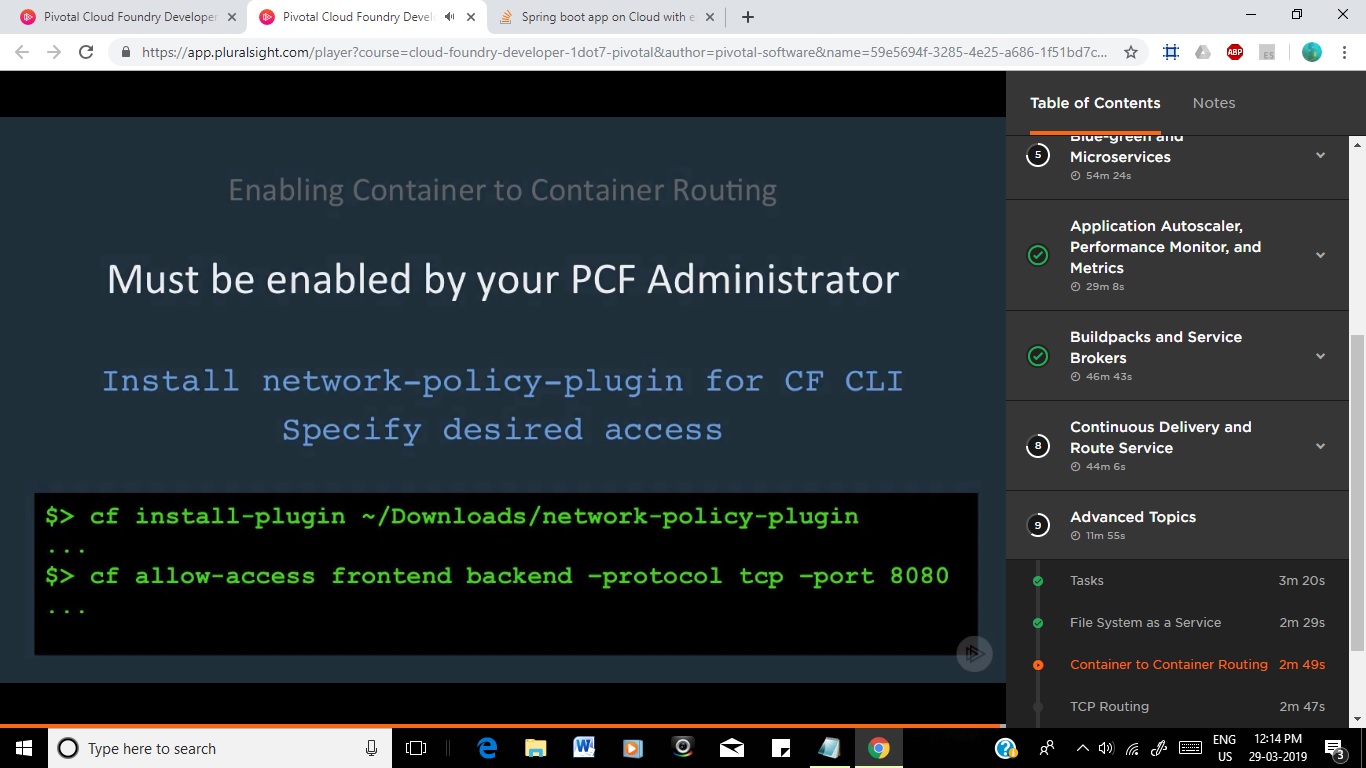 Pivotal Cloud Foundry Developer
Pivotal Cloud Foundry Devel
Spring boot app on Cloud with e
https://app.pluralsight.com/player?course=cloud-foundry-developer-1dot7-pivotal&author=pivotal-software&name=59e5694f-3285-4e25-a686-1f51bd7c...
ABP
ES
Table of Contents
Notes
Enabling Container to Container Routing
Must be enabled by your PCF Administrator
Install network-policy-plugin for CF CLI
Specify desired access
$> cf install-plugin ~/Downloads/network-policy-plugin
...
$> cf allow-access frontend backend –protocol tcp –port 8080
...
5
Blue-green and
Microservices
54m 24s
Application Autoscaler,
Performance Monitor, and
Metrics
29m 8s
Buildpacks and Service
Brokers
46m 43s
8
Continuous Delivery and
Route Service
44m 6s
9
Advanced Topics
11m 55s
Tasks 3m 20s
File System as a Service 2m 29s
Container to Container Routing 2m 49s
TCP Routing 2m 47s
Type here to search
ENG
US
12:14 PM
29-03-2019
3